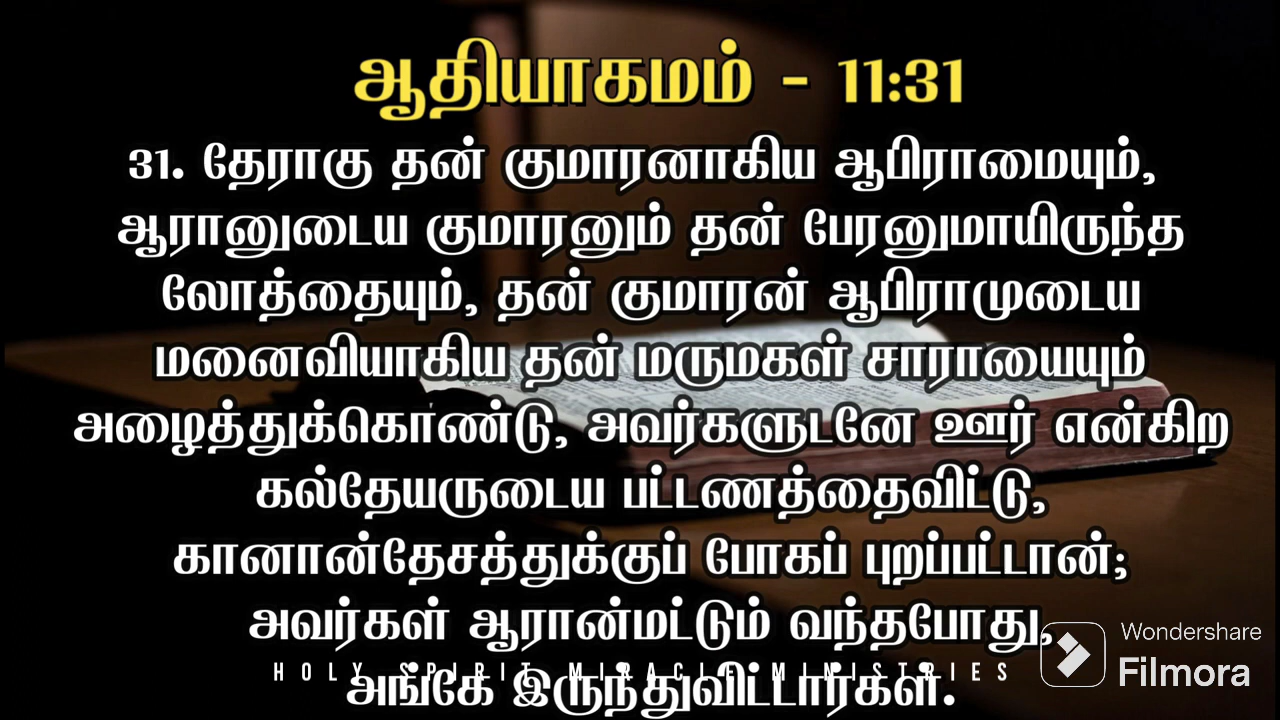 ஆதியாகமம் - 11:31
31. தேராகு தன் குமாரனாகிய ஆபிராமையும்,
ஆரானுடைய குமாரனும் தன் பேரனுமாயிருந்த
லோத்தையும், தன் குமாரன் ஆபிராமுடைய
மனைவியாகிய தன் மருமகள் சாராயையும்
அழைத்துக்கொண்டு, அவர்களுடனே ஊர் என்கிற
கல்தேயருடைய பட்டணத்தைவிட்டு,
கானான்தேசத்துக்குப் போகப் புறப்பட்டான்;
அவர்கள் ஆரான்மட்டும் வந்தபோது,
அங்கே இருந்துவிட்டார்கள்.
HOLY SPIRIT MIRACLE MINISTRIES
Wondershare
Filmora